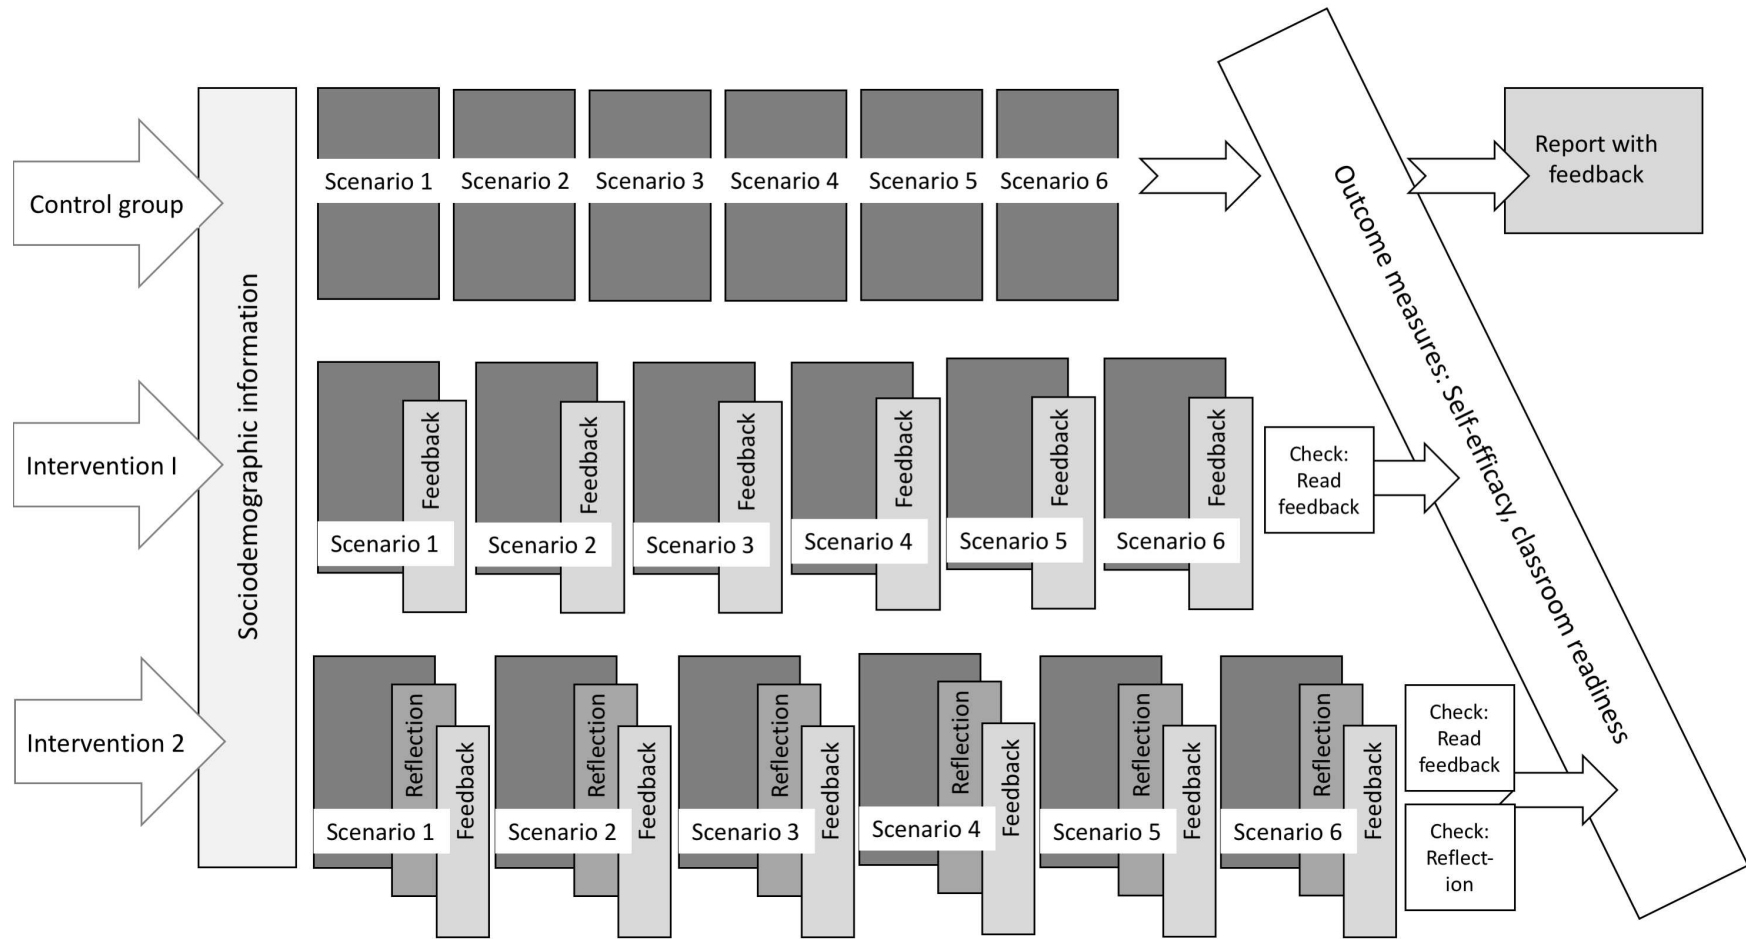 Control group
Sociodemographic information
Scenario 1
Scenario 2
Scenario 3
Scenario 4
Scenario 5
Scenario 6
Outcome measures: Self-efficacy, classroom readiness
Report with
feedback
Intervention I
Scenario 1
Feedback
Scenario 2
Feedback
Scenario 3
Feedback
Scenario 4
Feedback
Scenario 5
Feedback
Scenario 6
Feedback
Check:
Read
feedback
Intervention 2
Scenario 1
Reflection
Feedback
Scenario 2
Reflection
Feedback
Scenario 3
Reflection
Feedback
Scenario 4
Reflection
Feedback
Scenario 5
Reflection
Feedback
Scenario 6
Reflection
Feedback
Check:
Read
feedback
Check:
Reflect-
ion